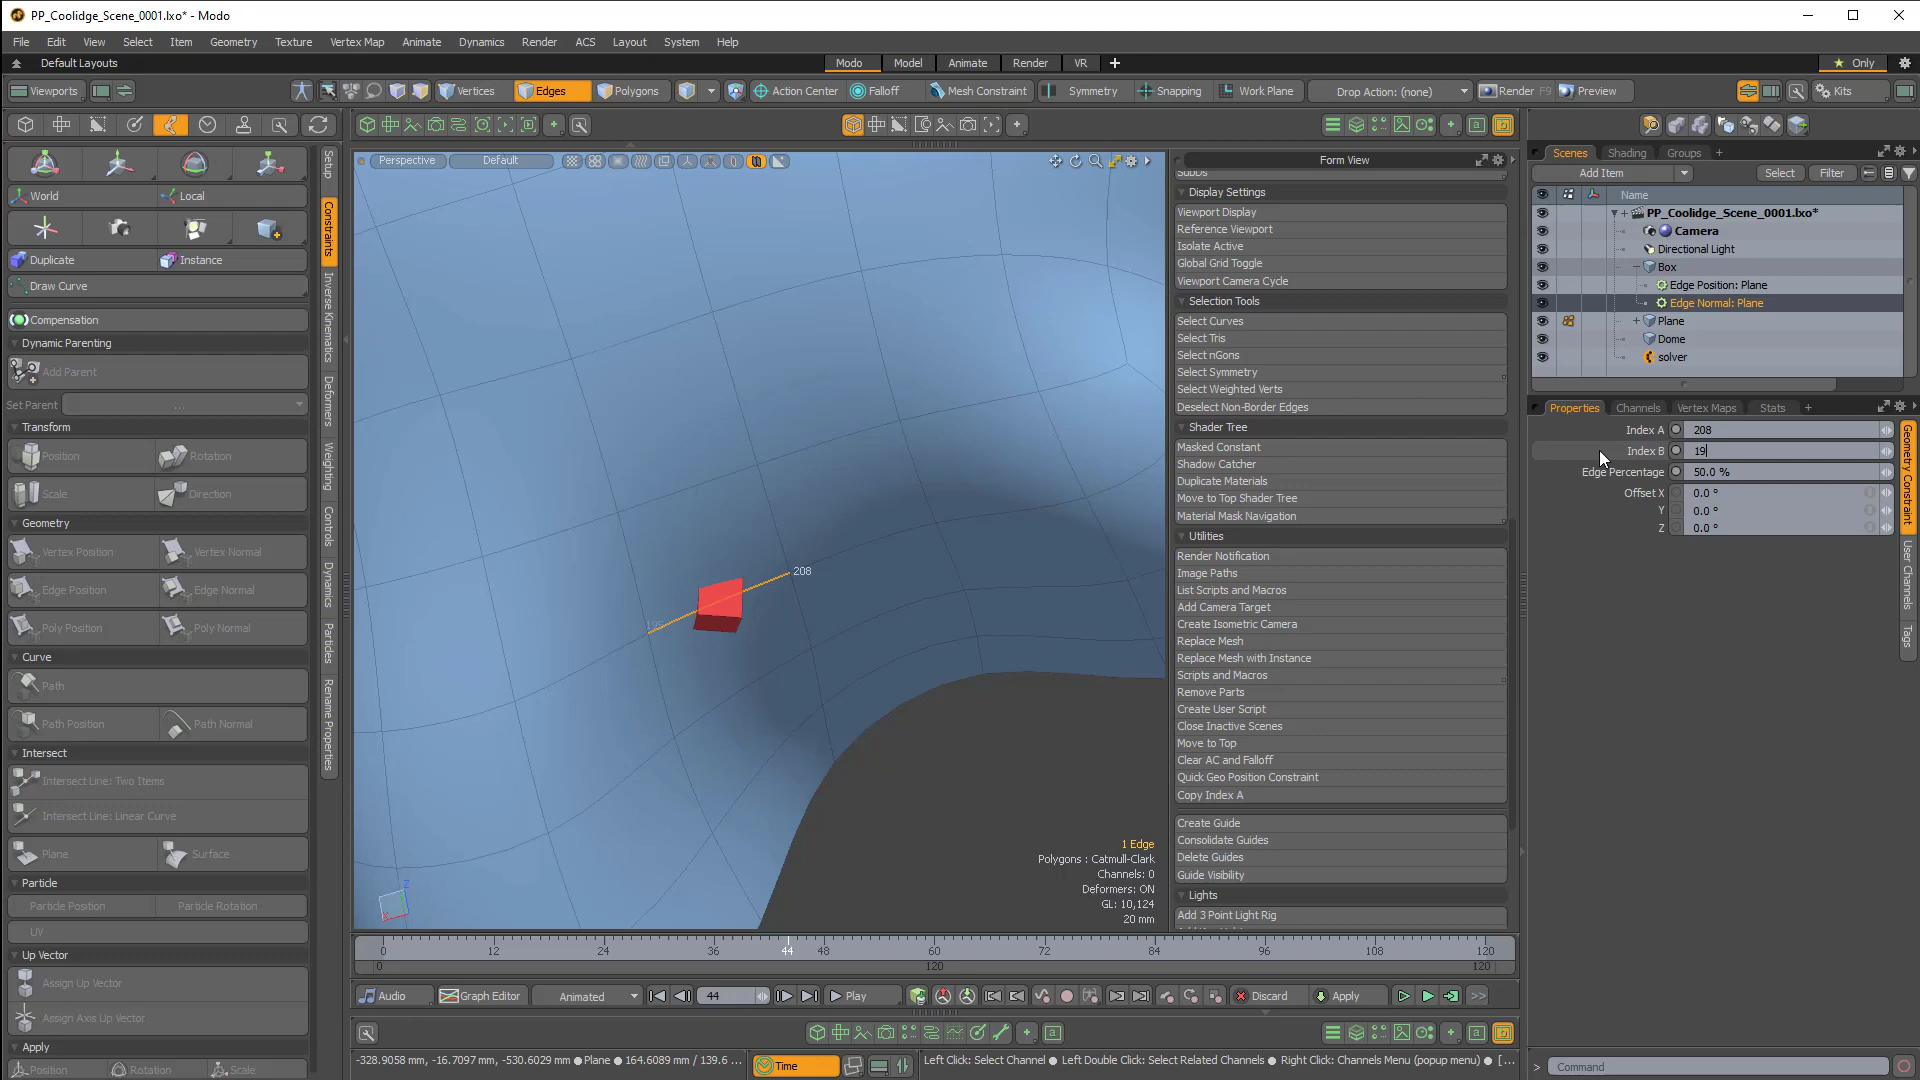 PP_Coolidge_Scene_0001.lxo* - Modo
File Edit View Select Item Geometry Texture Vertex Map Animate Dynamics Render ACS Layout System Help
Default Layouts
Modo Model Animate Render VR
Only
Viewports
Vertices Edges Polygons Action Center Falloff Mesh Constraint Symmetry Snapping Work Plane Drop Action: (none) Render F9 Preview Kits
World Local
Duplicate Instance
Draw Curve
Compensation
Dynamic Parenting
Add Parent
Set Parent ...
Transform
Position Rotation
Scale Direction
Geometry
Vertex Position Vertex Normal
Edge Position Edge Normal
Poly Position Poly Normal
Curve
Path
Path Position Path Normal
Intersect
Intersect Line: Two Items
Intersect Line: Linear Curve
Plane Surface
Particle
Particle Position Particle Rotation
UV
Up Vector
Assign Up Vector
Assign Axis Up Vector
Apply
Position Rotation Scale
Setup
Constraints
Inverse Kinematics
Deformers
Weighting
Controls
Dynamics
Particles
Rename Properties
Perspective Default
208
195
1 Edge
Polygons : Catmull-Clark
Channels: 0
Deformers: ON
GL: 10,124
20 mm
X
Z
Form View
SubDs
Display Settings
Viewport Display
Reference Viewport
Isolate Active
Global Grid Toggle
Viewport Camera Cycle
Selection Tools
Select Curves
Select Tris
Select nGons
Select Symmetry
Select Weighted Verts
Deselect Non-Border Edges
Shader Tree
Masked Constant
Shadow Catcher
Duplicate Materials
Move to Top Shader Tree
Material Mask Navigation
Utilities
Render Notification
Image Paths
List Scripts and Macros
Add Camera Target
Create Isometric Camera
Replace Mesh
Replace Mesh with Instance
Scripts and Macros
Remove Parts
Create User Script
Close Inactive Scenes
Move to Top
Clear AC and Falloff
Quick Geo Position Constraint
Copy Index A
Create Guide
Consolidate Guides
Delete Guides
Guide Visibility
Lights
Add 3 Point Light Rig
Scenes Shading Groups +
Add Item Select Filter
Name
PP_Coolidge_Scene_0001.lxo*
Camera
Directional Light
Box
Edge Position: Plane
Edge Normal: Plane
Plane
Dome
solver
Properties Channels Vertex Maps Stats +
Index A 208
Index B 19
Edge Percentage 50.0 %
Offset X 0.0 °
Y 0.0 °
Z 0.0 °
Geometry Constraint
User Channels
Tags
0 12 24 36 44 48 60 72 84 96 108 120
0 120 120
Audio Graph Editor Animated 44 Play Discard Apply >>
-328.9058 mm, -16.7097 mm, -530.6029 mm ● Plane ● 164.6089 mm / 139.6 ... Time Left Click: Select Channel ● Left Double Click: Select Related Channels ● Right Click: Channels Menu (popup menu) ● [...
> Command